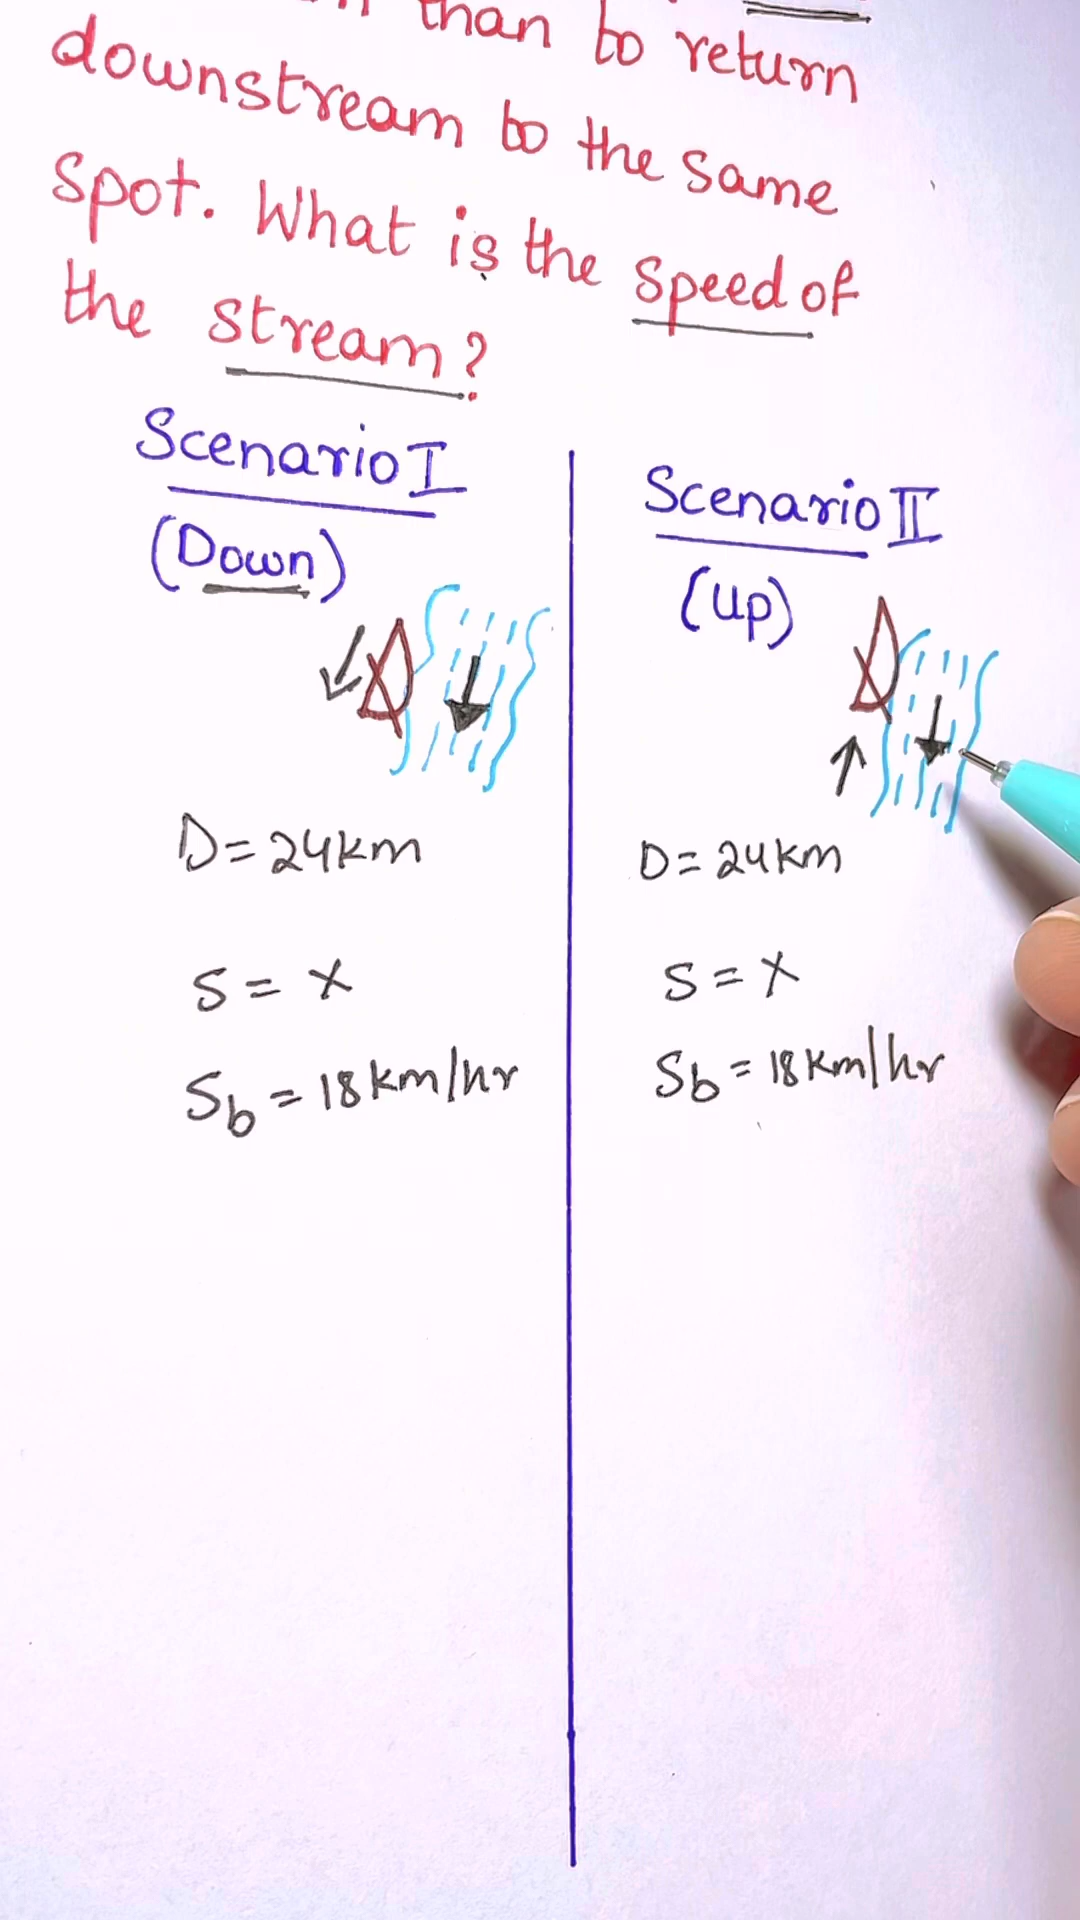 than to return
downstream to the same
spot. What is the speed of
the stream?
Scenario I
(Down)
D = 24km
S = x
Sb = 18km/hr
Scenario II
(up)
D = 24km
S = x
Sb = 18km/hr